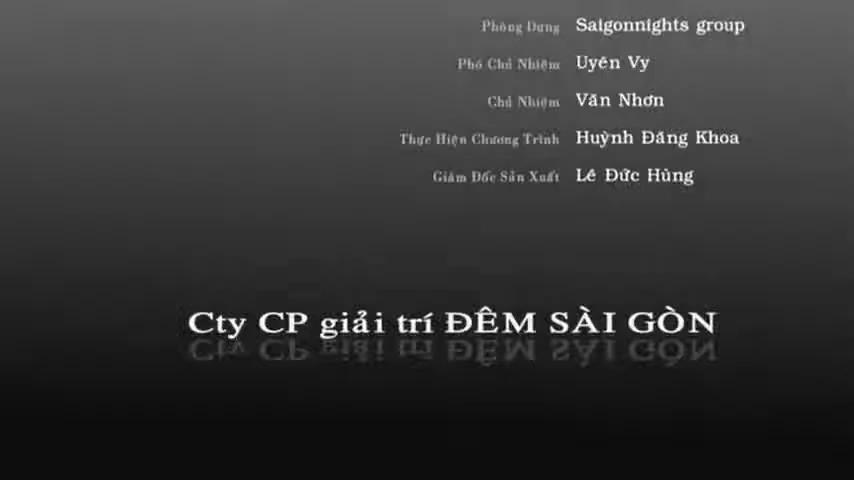 Phòng Dựng Saigonnights group
Phó Chủ Nhiệm Uyên Vy
Chủ Nhiệm Văn Nhơn
Thực Hiện Chương Trình Huỳnh Đăng Khoa
Giám Đốc Sản Xuất Lê Đức Hùng
Cty CP giải trí ĐÊM SÀI GÒN